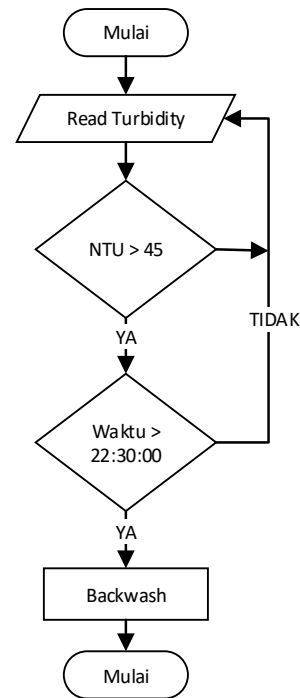 Mulai
Read Turbidity
NTU > 45
TIDAK
YA
Waktu >
22:30:00
YA
Backwash
Mulai